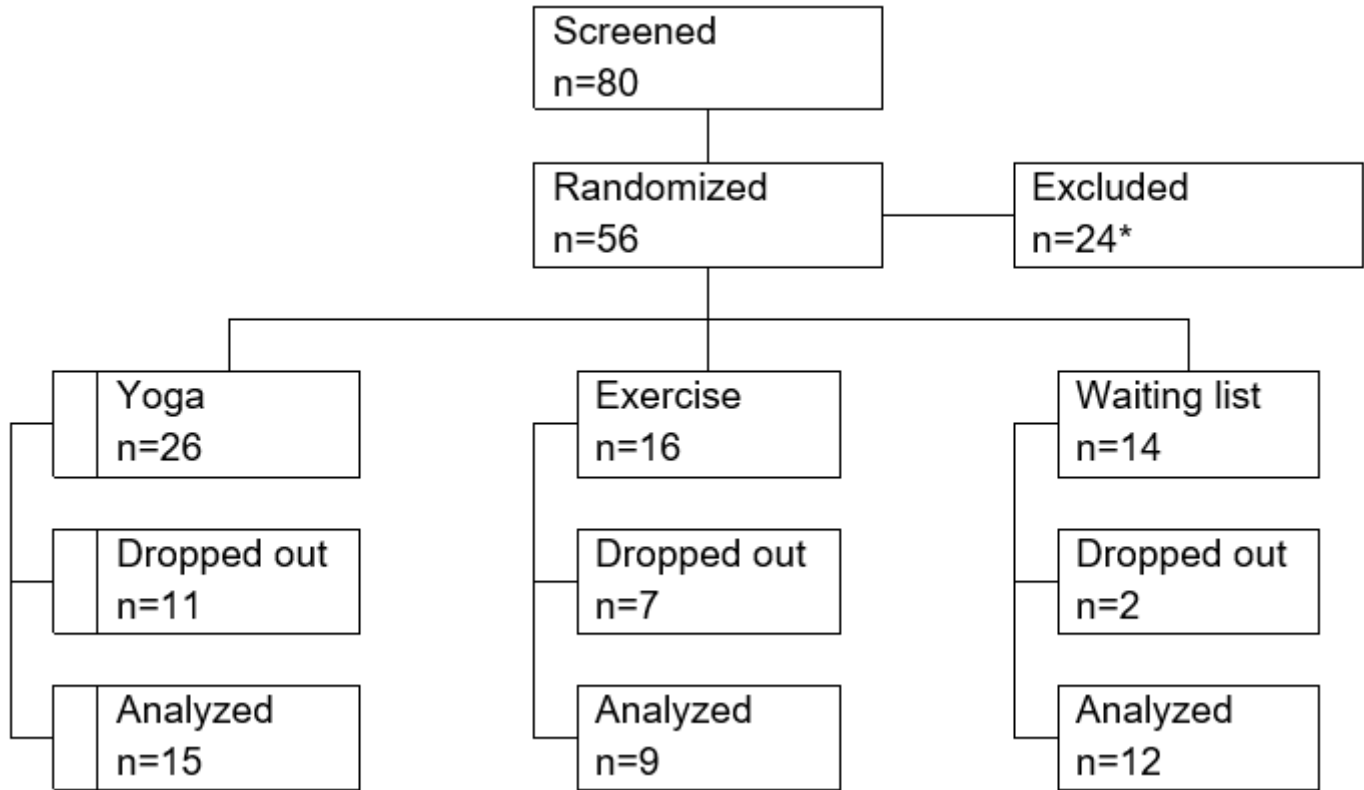 Screened
n=80
Randomized
n=56
Excluded
n=24*
Yoga
n=26
Exercise
n=16
Waiting list
n=14
Dropped out
n=11
Dropped out
n=7
Dropped out
n=2
Analyzed
n=15
Analyzed
n=9
Analyzed
n=12